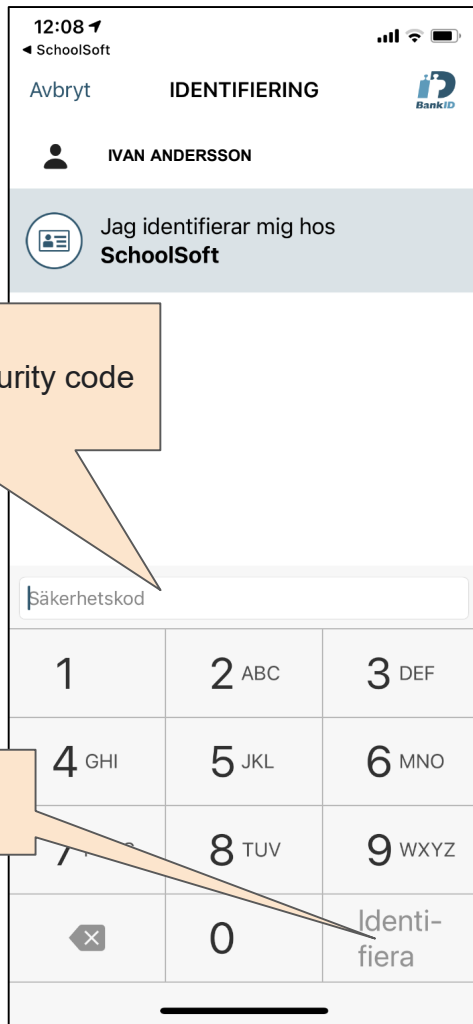 12:08
SchoolSoft
Avbryt
IDENTIFIERING
BankID
IVAN ANDERSSON
Jag identifierar mig hos
SchoolSoft
urity code
Säkerhetskod
1
2 ABC
3 DEF
4 GHI
5 JKL
6 MNO
7
8 TUV
9 WXYZ
0
Identi-
fiera